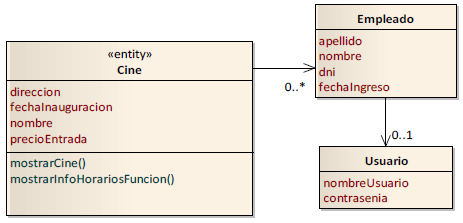 «entity»
Cine
direccion
fechaInauguracion
nombre
precioEntrada
mostrarCine()
mostrarInfoHorariosFuncion()
0..*
Empleado
apellido
nombre
dni
fechaIngreso
0..1
Usuario
nombreUsuario
contrasenia